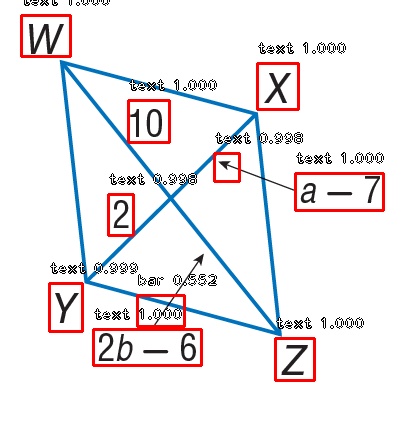 text 1.000
W
text 1.000
X
text 1.000
10
text 0.998
text 1.000
a – 7
text 0.998
2
text 0.999
Y
bar 0.552
text 1.000
2b – 6
text 1.000
Z